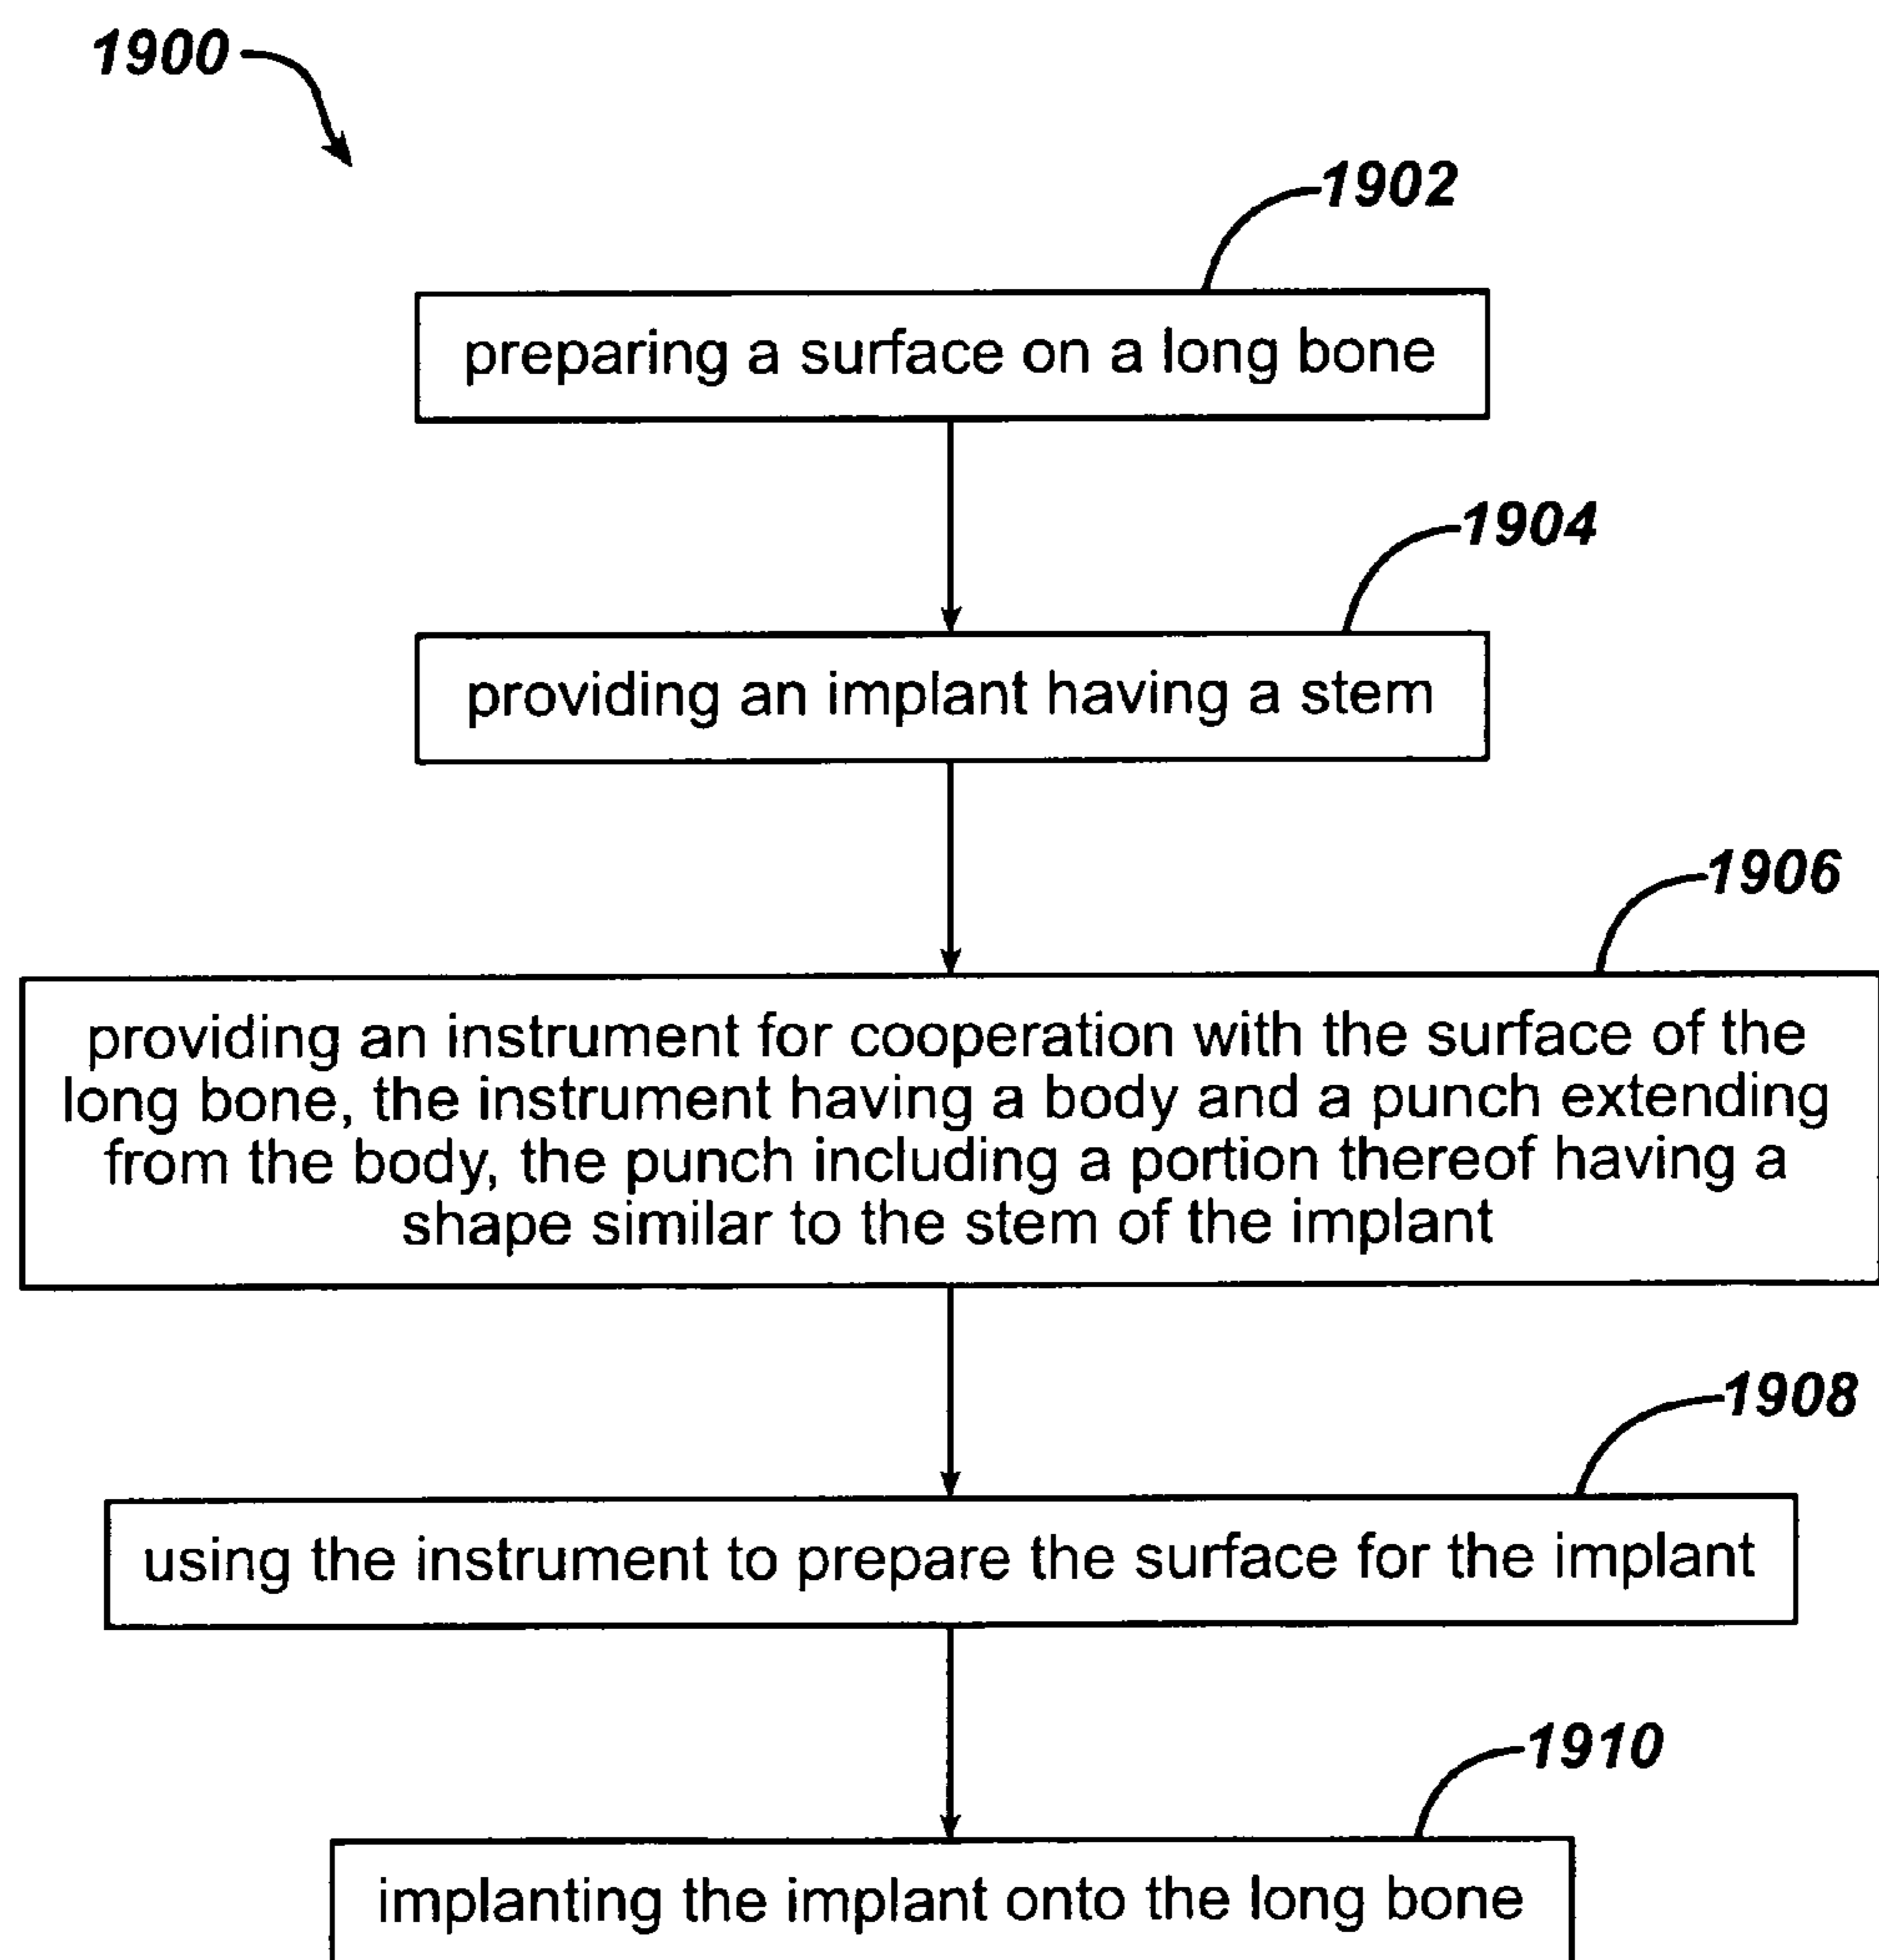 1900
1902
preparing a surface on a long bone
1904
providing an implant having a stem
1906
providing an instrument for cooperation with the surface of the
long bone, the instrument having a body and a punch extending
from the body, the punch including a portion thereof having a
shape similar to the stem of the implant
1908
using the instrument to prepare the surface for the implant
1910
implanting the implant onto the long bone